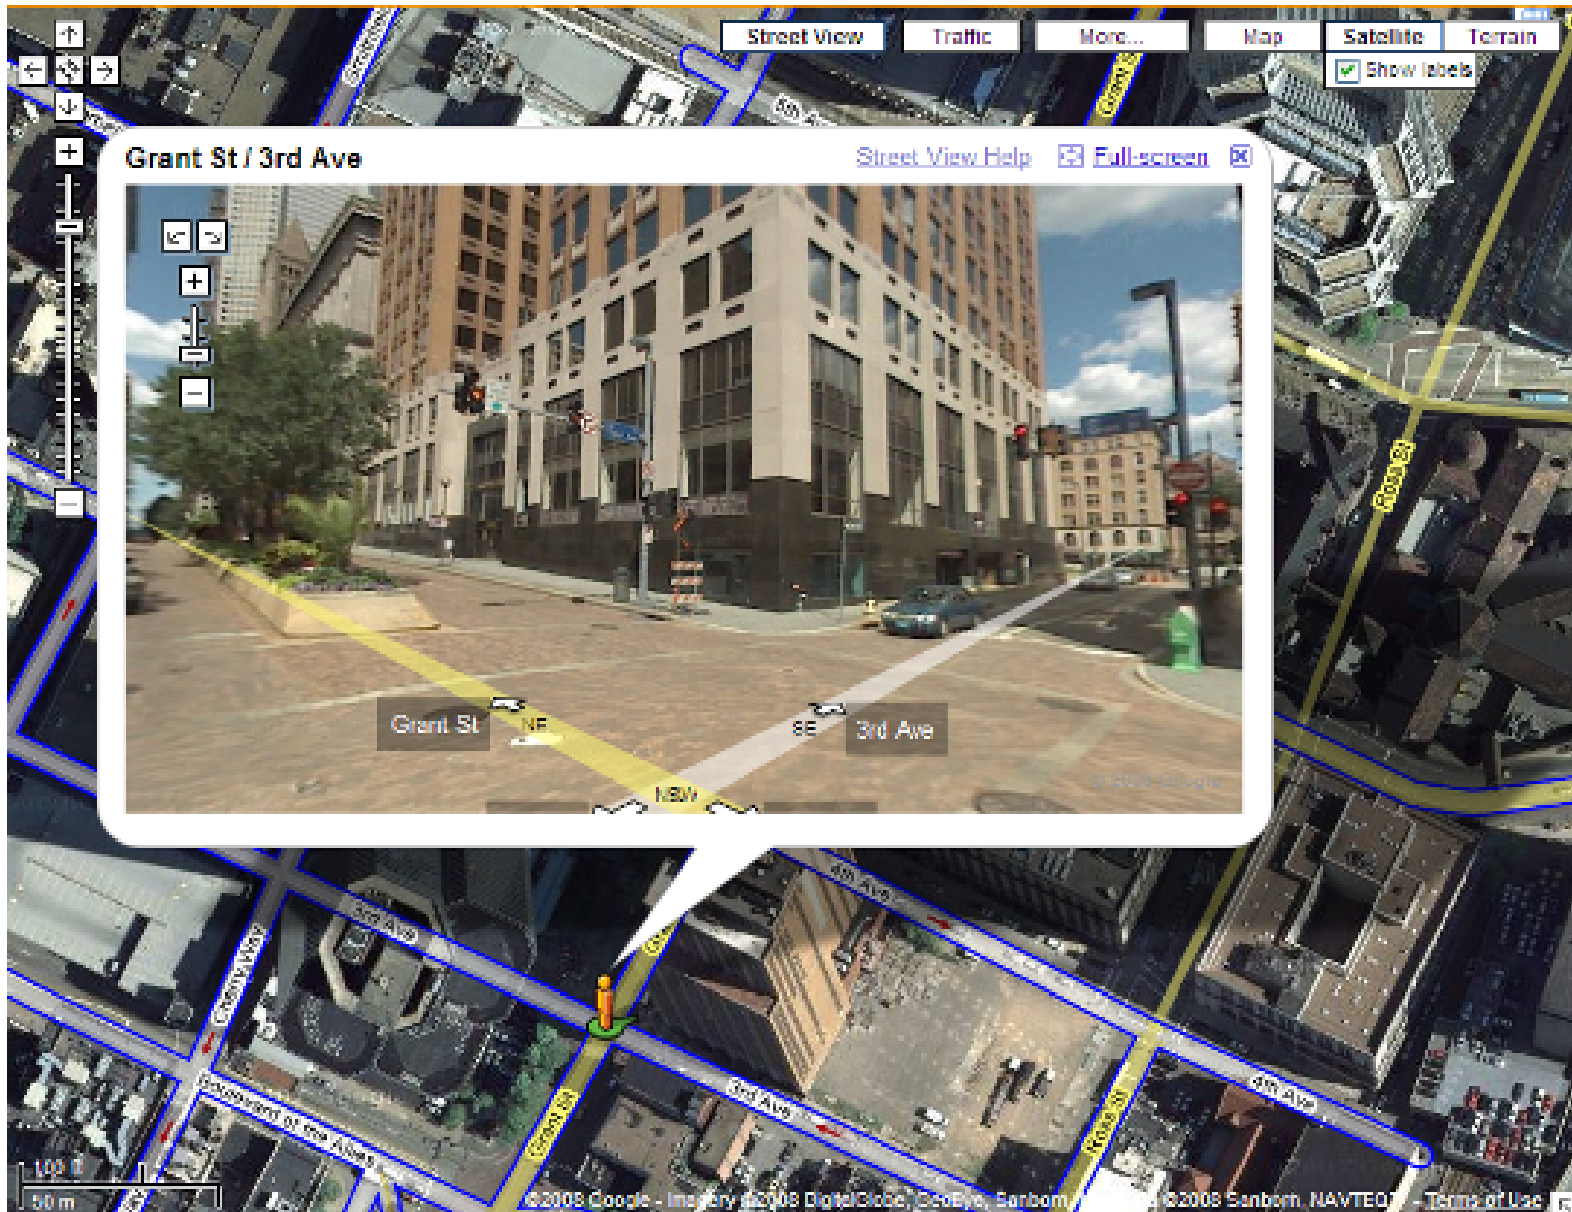 Street View
Traffic
More...
Map
Satellite
Terrain
Show labels
5th Av
Grant St / 3rd Ave
Street View Help
Full-screen
Grant St
NE
SE
3rd Ave
NW
Ross St
4th Ave
3rd Ave
Cherry Way
Boulevard of the Allies
Grant St
3rd Ave
Ross St
4th Ave
100 ft
50 m
©2008 Google - Imagery ©2008 DigitalGlobe, GeoEye, Sanborn
©2008 Sanborn, NAVTEQ
- Terms of Use